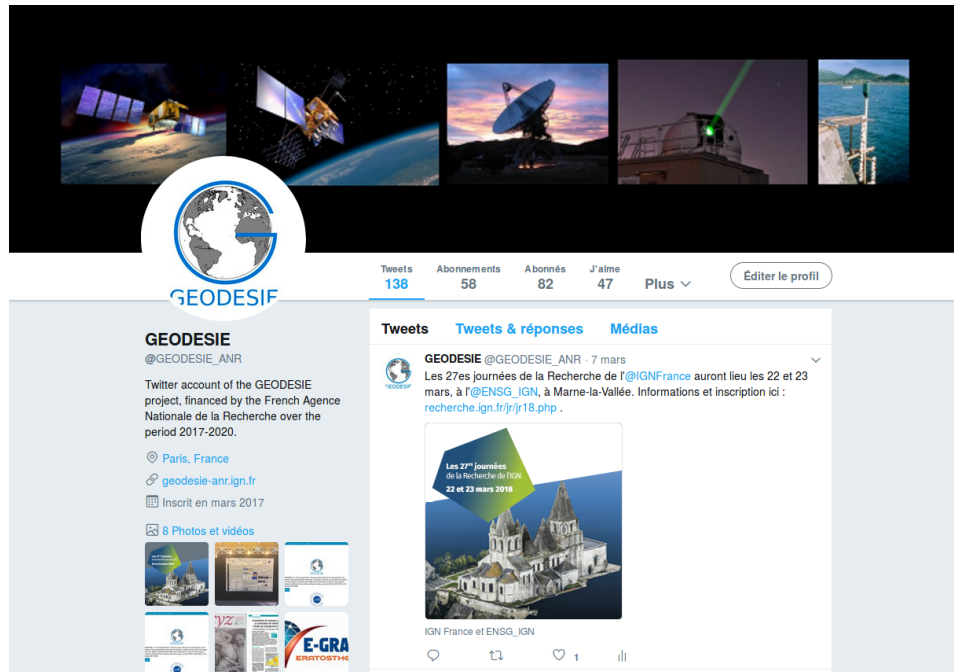 GEODESIE
Tweets
138
Abonnements
58
Abonnés
82
J'aime
47
Plus
Éditer le profil
GEODESIE
@GEODESIE_ANR
Twitter account of the GEODESIE
project, financed by the French Agence
Nationale de la Recherche over the
period 2017-2020.
Paris, France
geodesie-anr.ign.fr
Inscrit en mars 2017
8 Photos et vidéos
E-GRA
ERATOSTHE
Tweets Tweets & réponses Médias
GEODESIE @GEODESIE_ANR · 7 mars
Les 27es journées de la Recherche de l'@IGNFrance auront lieu les 22 et 23
mars, à l'@ENSG_IGN, à Marne-la-Vallée. Informations et inscription ici :
recherche.ign.fr/jr/jr18.php .
Les 27es journées
de la Recherche de l'IGN
22 et 23 mars 2018
IGN France et ENSG_IGN
1